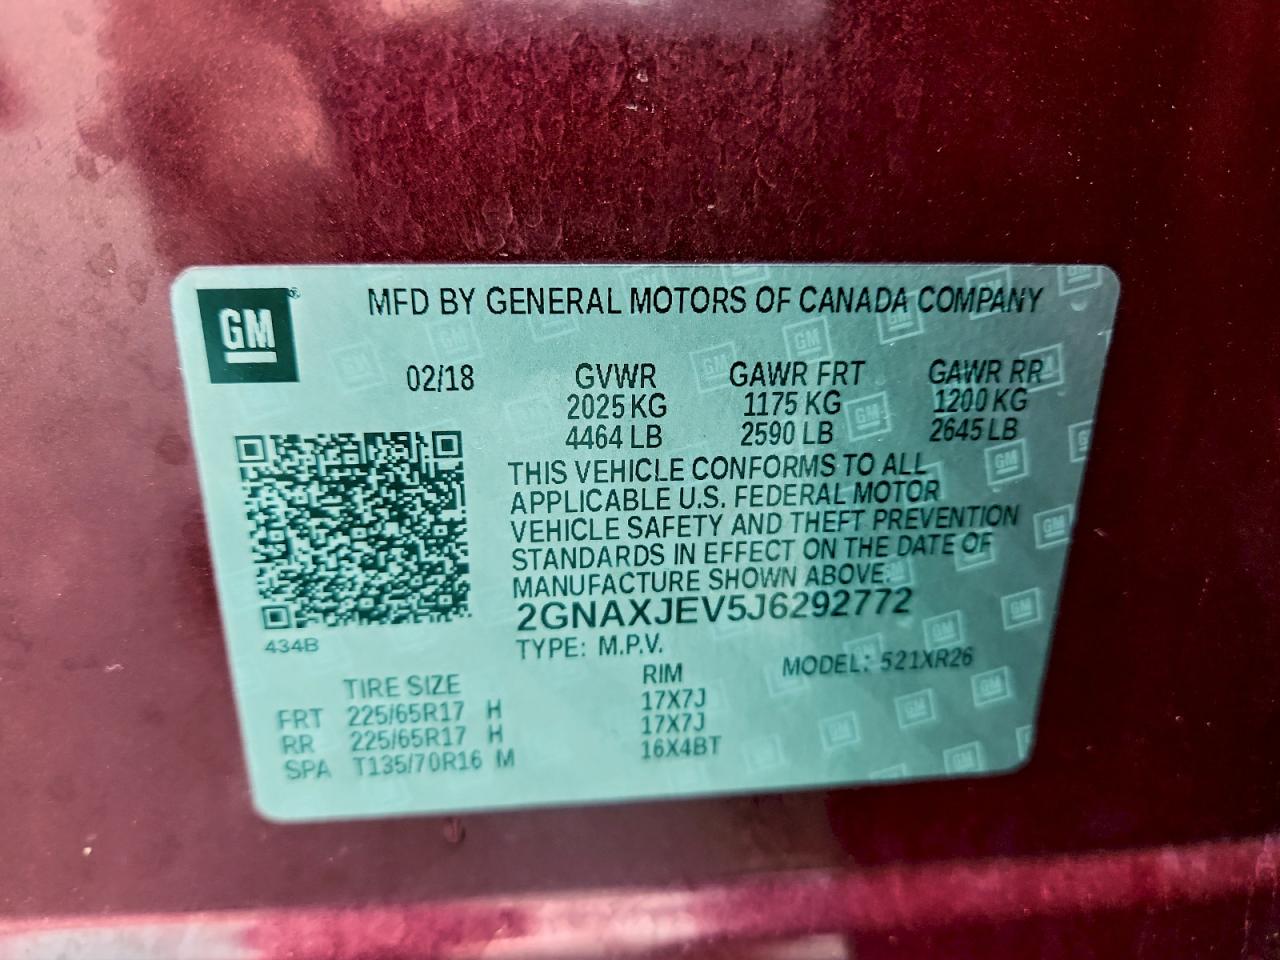 GM®
MFD BY GENERAL MOTORS OF CANADA COMPANY
02/18 GVWR GAWR FRT GAWR RR
2025 KG 1175 KG 1200 KG
4464 LB 2590 LB 2645 LB
THIS VEHICLE CONFORMS TO ALL
APPLICABLE U.S. FEDERAL MOTOR
VEHICLE SAFETY AND THEFT PREVENTION
STANDARDS IN EFFECT ON THE DATE OF
MANUFACTURE SHOWN ABOVE.
2GNAXJEV5J6292772
434B
TYPE: M.P.V.
MODEL: 521XR26
TIRE SIZE RIM
FRT 225/65R17 H 17X7J
RR 225/65R17 H 17X7J
SPA T135/70R16 M 16X4BT